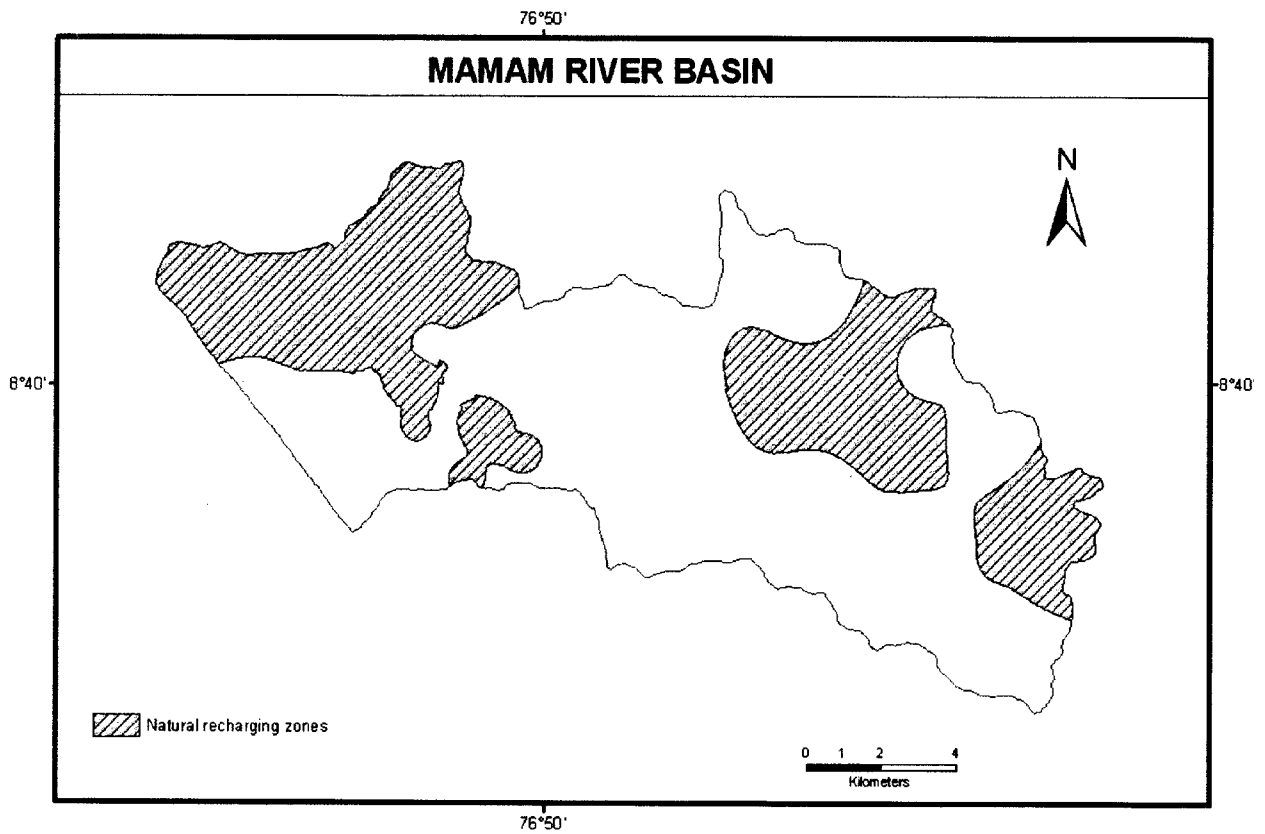 76°50'
MAMAM RIVER BASIN
N
8°40'
8°40'
Natural recharging zones
0 1 2 4
Kilometers
76°50'